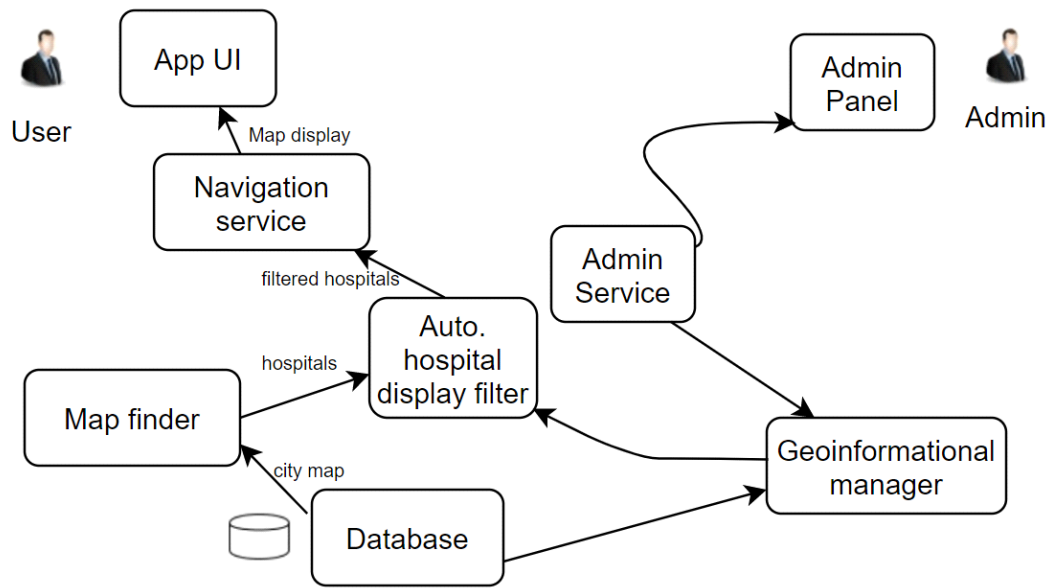 App UI
User
Map display
Navigation
service
filtered hospitals
Auto.
hospital
display filter
hospitals
Map finder
city map
Database
Admin
Panel
Admin
Admin
Service
Geoinformational
manager